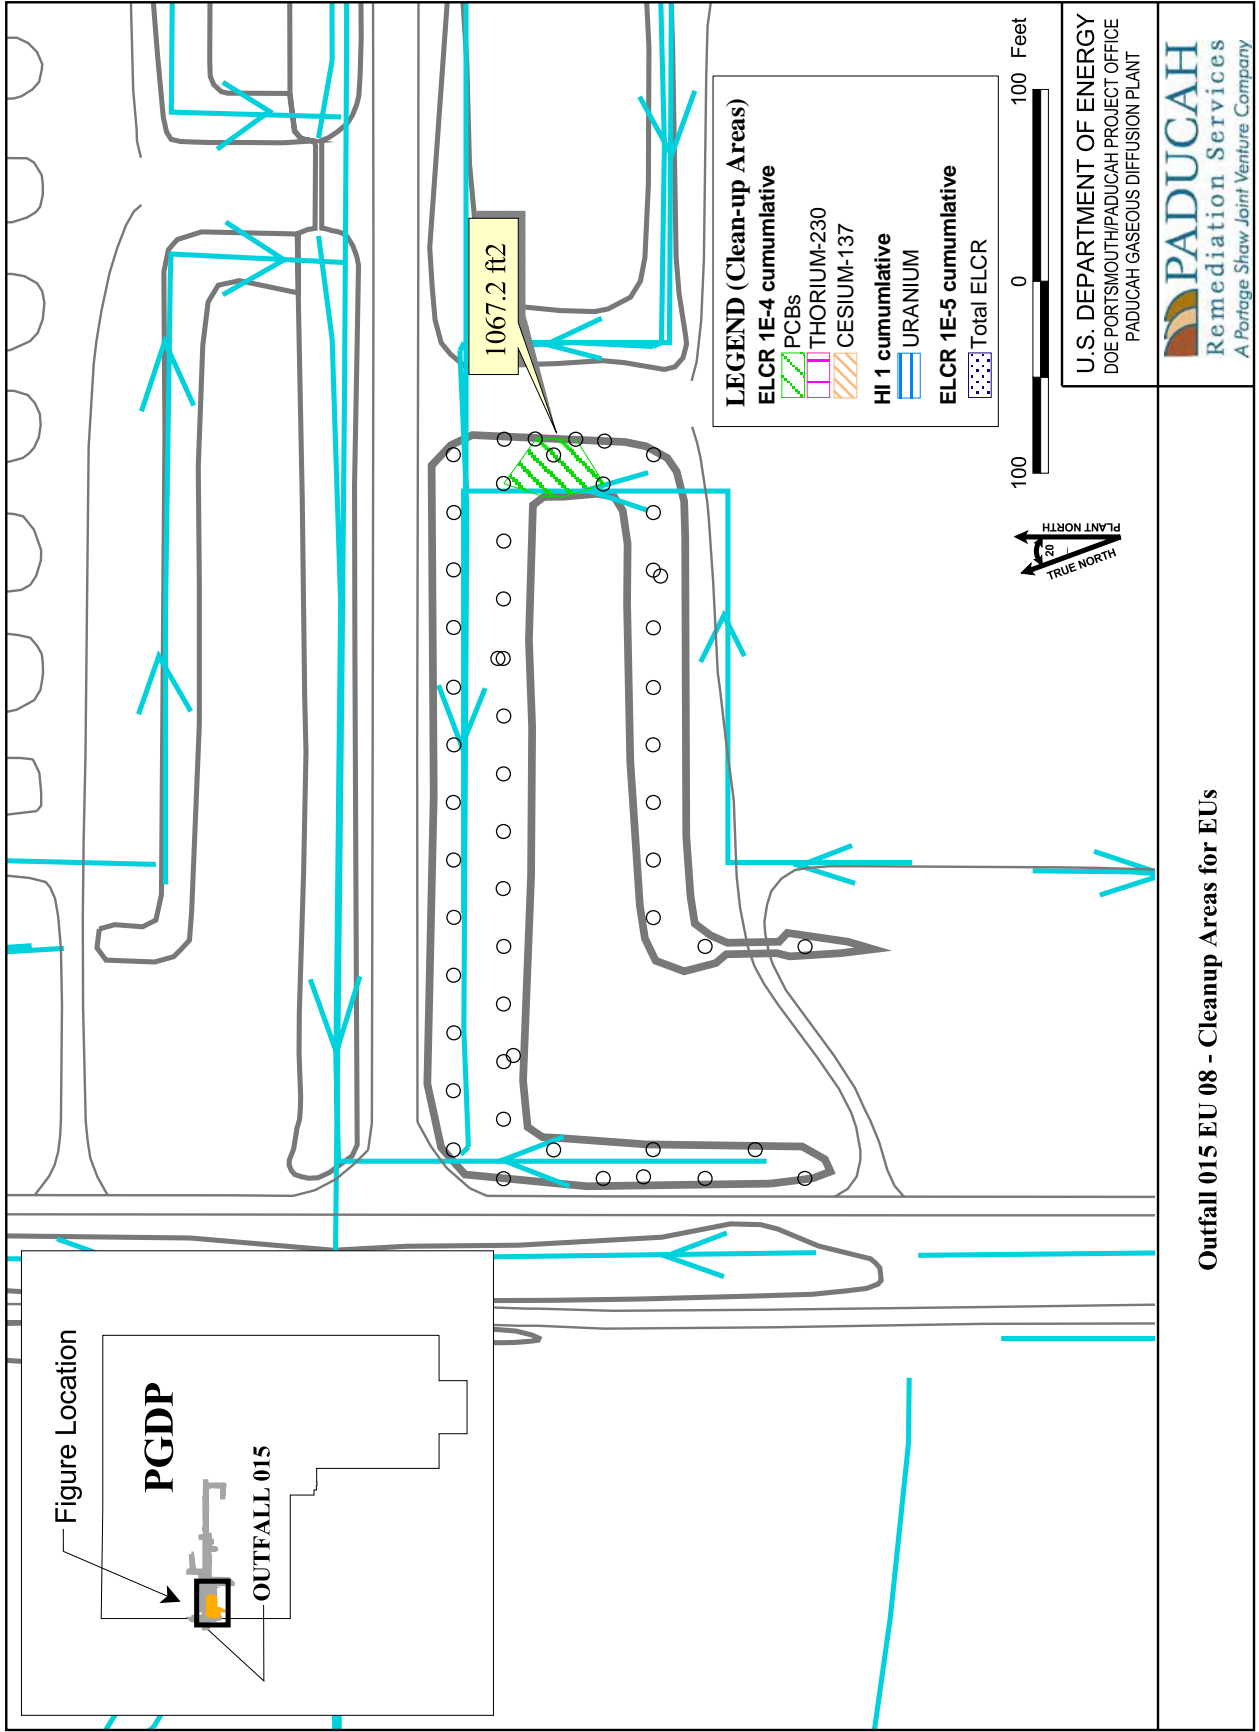 Figure Location
PGDP
OUTFALL 015
1067.2 ft2
LEGEND (Clean-up Areas)
ELCR 1E-4 cumumlative
PCBs
THORIUM-230
CESIUM-137
HI 1 cumumlative
URANIUM
ELCR 1E-5 cumumlative
Total ELCR
100 0 100 Feet
PLANT NORTH
20
TRUE NORTH
U.S. DEPARTMENT OF ENERGY
DOE PORTSMOUTH/PADUCAH PROJECT OFFICE
PADUCAH GASEOUS DIFFUSION PLANT
Outfall 015 EU 08 - Cleanup Areas for EUs
PADUCAH
Remediation Services
A Portage Shaw Joint Venture Company